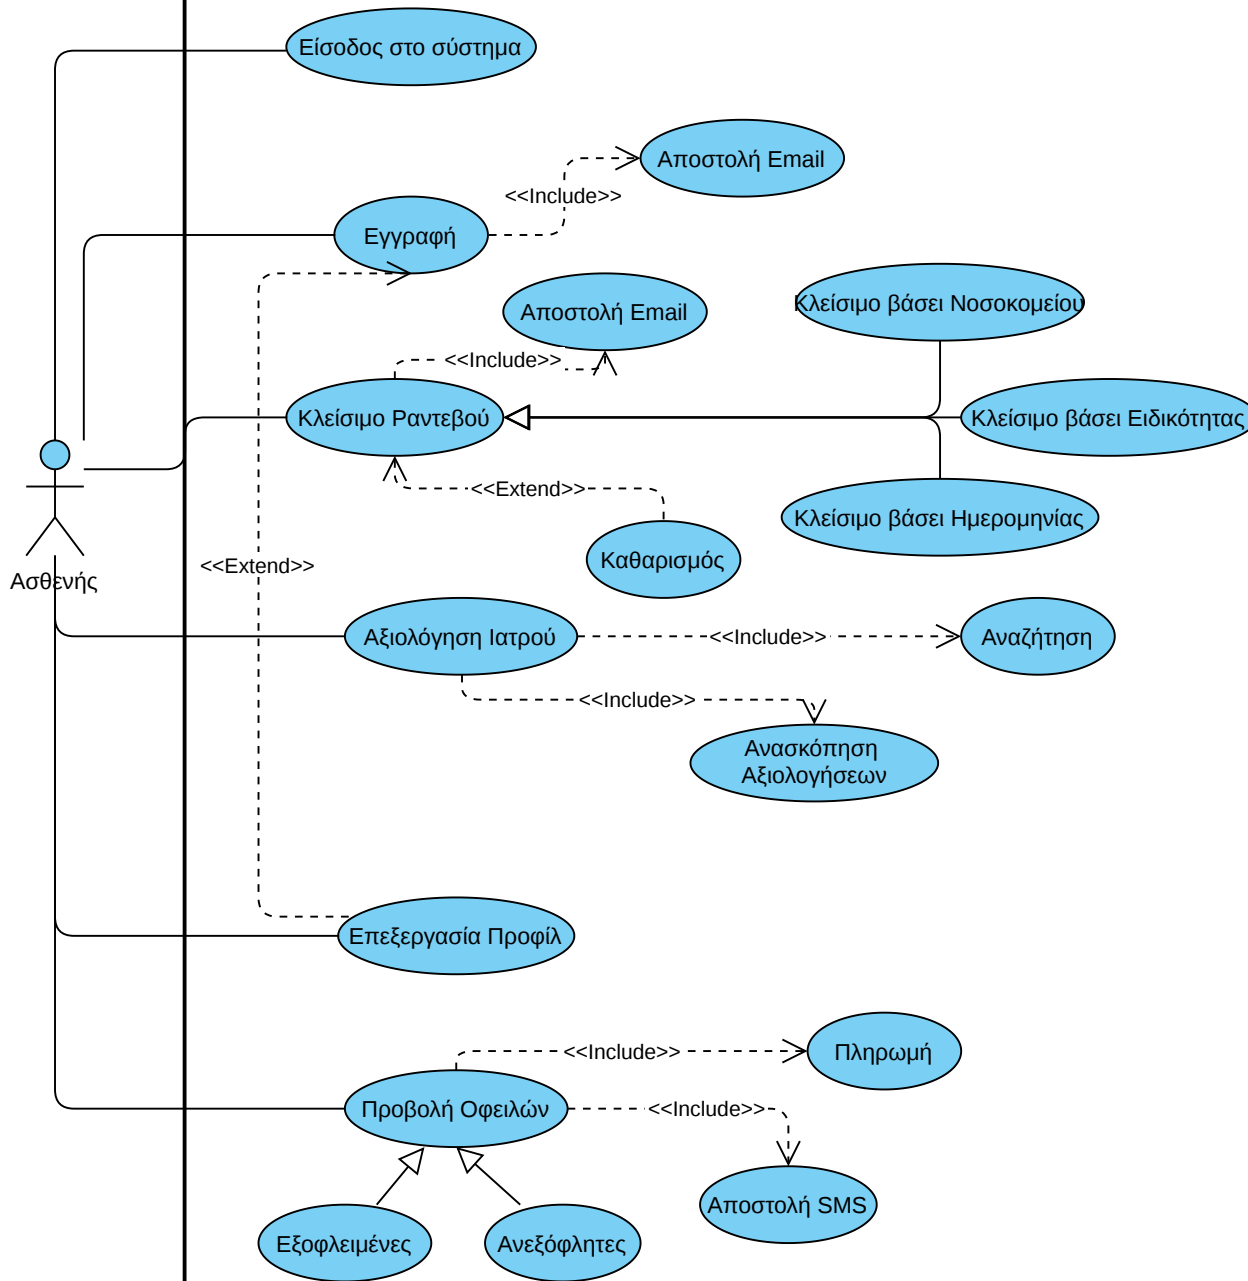 Είσοδος στο σύστημα
Αποστολή Email
<<Include>>
Εγγραφή
Αποστολή Email
Κλείσιμο βάσει Νοσοκομείου
<<Include>>
Κλείσιμο Ραντεβού
Κλείσιμο βάσει Ειδικότητας
<<Extend>>
Κλείσιμο βάσει Ημερομηνίας
Καθαρισμός
<<Extend>>
Ασθενής
Αξιολόγηση Ιατρού
<<Include>>
Αναζήτηση
<<Include>>
Ανασκόπηση
Αξιολογήσεων
Επεξεργασία Προφίλ
<<Include>>
Πληρωμή
Προβολή Οφειλών
<<Include>>
Αποστολή SMS
Εξοφλειμένες
Ανεξόφλητες